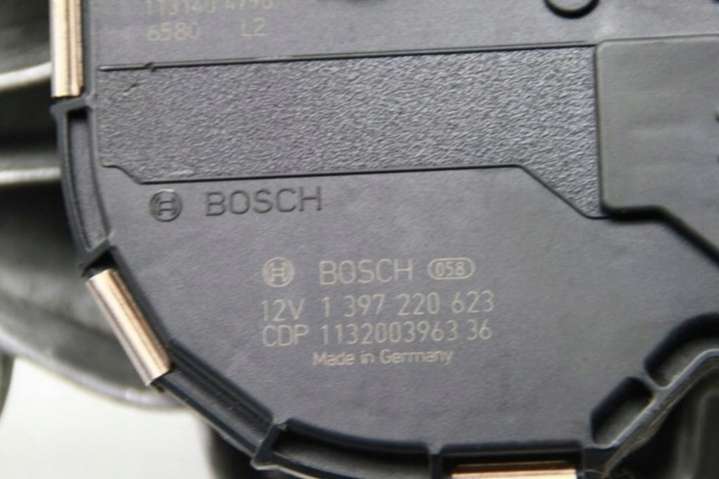 6580 L2
BOSCH
BOSCH 058
12V 1 397 220 623
CDP 1132003963 36
Made in Germany